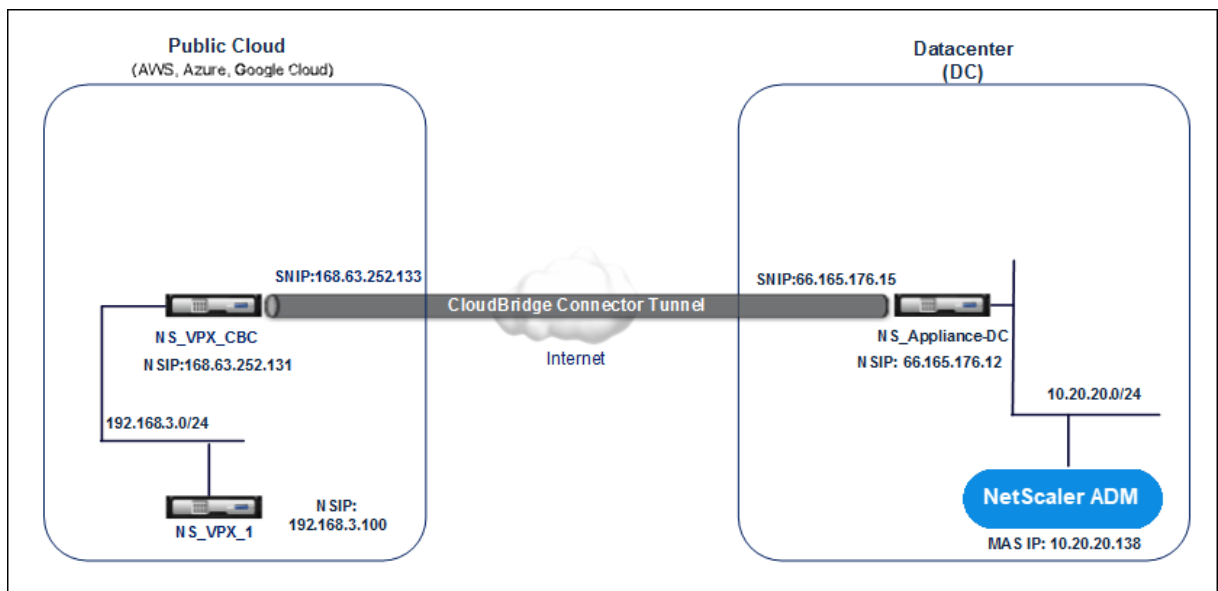 Public Cloud
(AWS, Azure, Google Cloud)
Datacenter
(DC)
SNIP:168.63.252.133
SNIP:66.165.176.15
CloudBridge Connector Tunnel
Internet
NS_VPX_CBC
NSIP:168.63.252.131
NS_Appliance-DC
NSIP: 66.165.176.12
192.168.3.0/24
10.20.20.0/24
NS_VPX_1
NSIP:
192.168.3.100
NetScaler ADM
MAS IP: 10.20.20.138